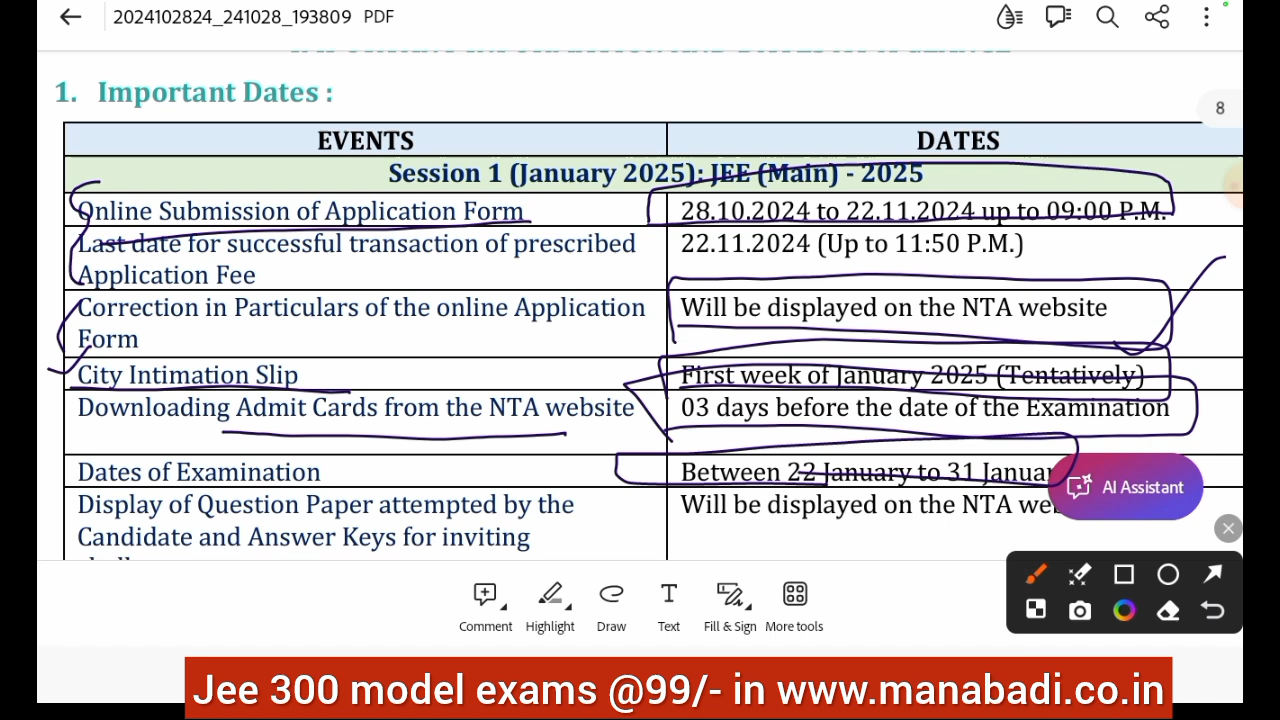 2024102824_241028_193809 PDF
8
1. Important Dates :
EVENTS DATES
Session 1 (January 2025): JEE (Main) - 2025
Online Submission of Application Form 28.10.2024 to 22.11.2024 up to 09:00 P.M.
Last date for successful transaction of prescribed
Application Fee 22.11.2024 (Up to 11:50 P.M.)
Correction in Particulars of the online Application
Form Will be displayed on the NTA website
City Intimation Slip First week of January 2025 (Tentatively)
Downloading Admit Cards from the NTA website 03 days before the date of the Examination
Dates of Examination Between 22 January to 31
Display of Question Paper attempted by the
Candidate and Answer Keys for inviting Will be displayed on the NTA
AI Assistant
Comment Highlight Draw Text Fill & Sign More tools
Jee 300 model exams @99/- in www.manabadi.co.in